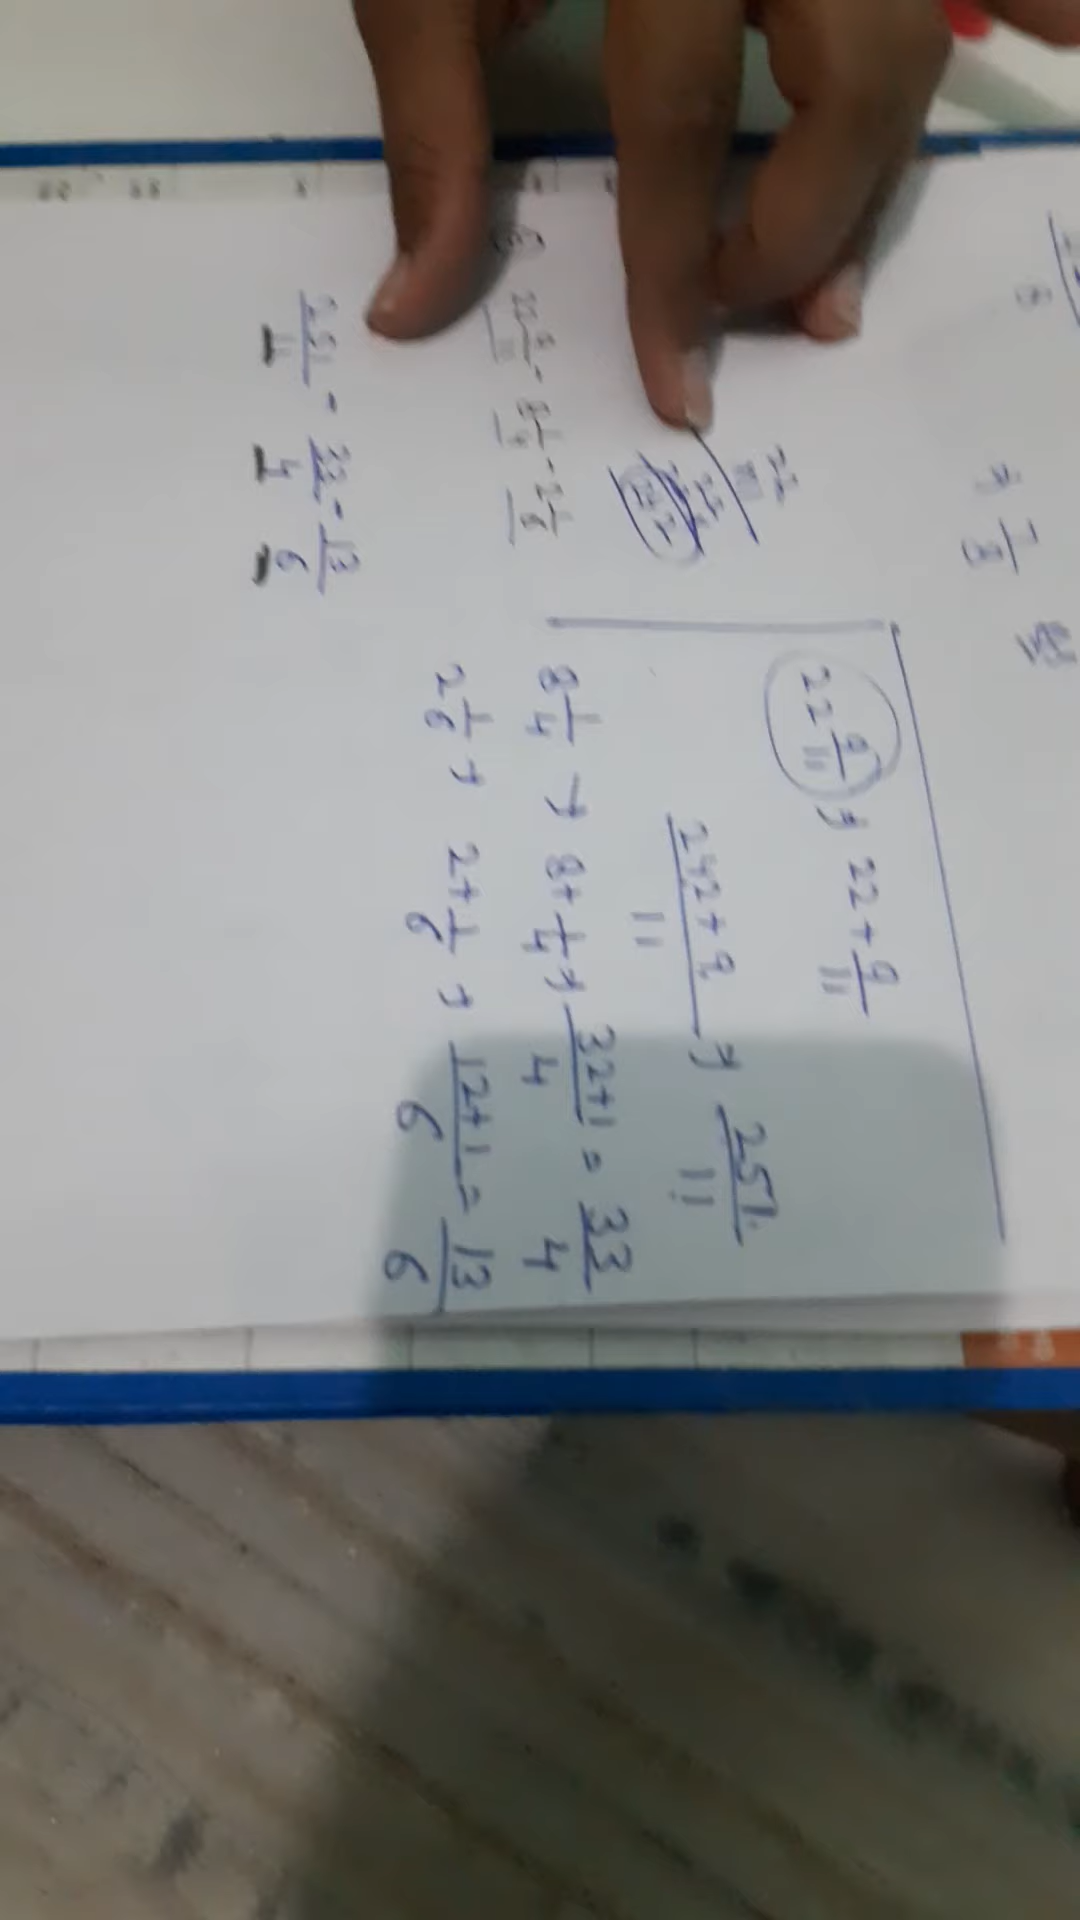 22 9/11 - 8 1/4 - 2 1/6
251/11 - 33/4 - 13/6
22
242
22 9/11 → 22 + 9/11
242 + 9/11 → 251/11
8 1/4 → 8 + 1/4 → 32+1/4 = 33/4
2 1/6 → 2 + 1/6 → 12+1/6 = 13/6